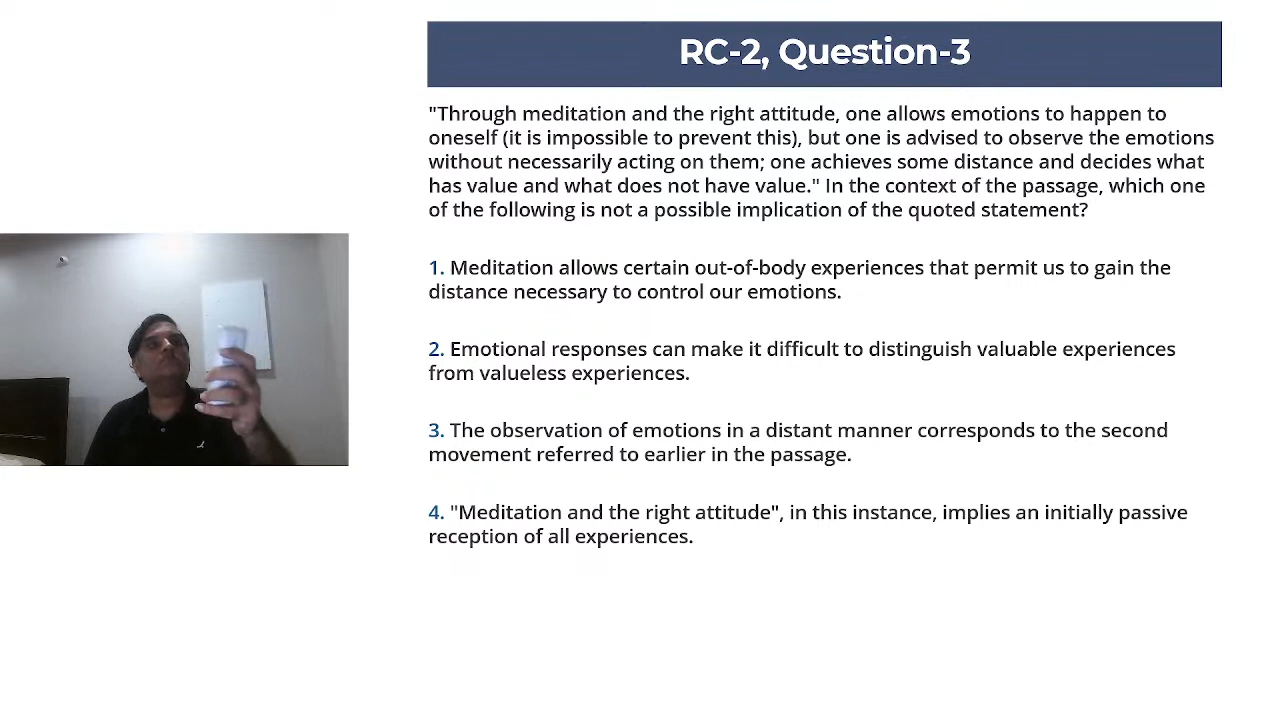 RC-2, Question-3
"Through meditation and the right attitude, one allows emotions to happen to
oneself (it is impossible to prevent this), but one is advised to observe the emotions
without necessarily acting on them; one achieves some distance and decides what
has value and what does not have value." In the context of the passage, which one
of the following is not a possible implication of the quoted statement?
1. Meditation allows certain out-of-body experiences that permit us to gain the
distance necessary to control our emotions.
2. Emotional responses can make it difficult to distinguish valuable experiences
from valueless experiences.
3. The observation of emotions in a distant manner corresponds to the second
movement referred to earlier in the passage.
4. "Meditation and the right attitude", in this instance, implies an initially passive
reception of all experiences.